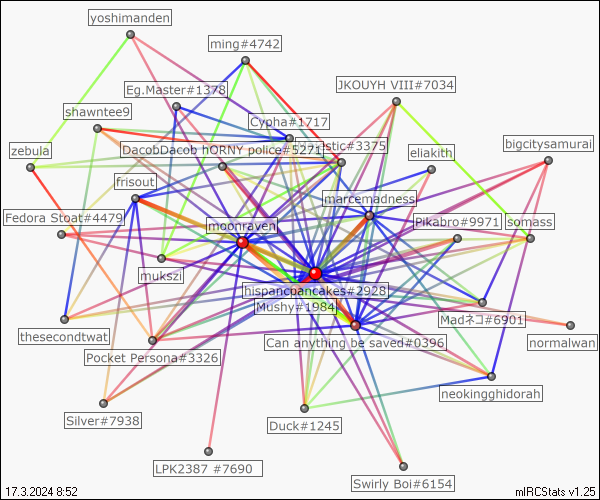 yoshimanden
ming#4742
Eg.Master#1378
JKOUYH VIII#7034
shawntee9
Cypha#1717
bigcitysamurai
zebula
DacobDacob hORNY police#5271
istic#3375
eliakith
frisout
marcemadness
Fedora Stoat#4479
moonraven
Pikabro#9971
somass
mukszi
hispancpancakes#2928
Mushy#1984
Madネコ#6901
thesecondtwat
Can anything be saved#0396
normalwan
Pocket Persona#3326
neokingghidorah
Silver#7938
Duck#1245
LPK2387 #7690
Swirly Boi#6154
17.3.2024 8:52
mIRCStats v1.25